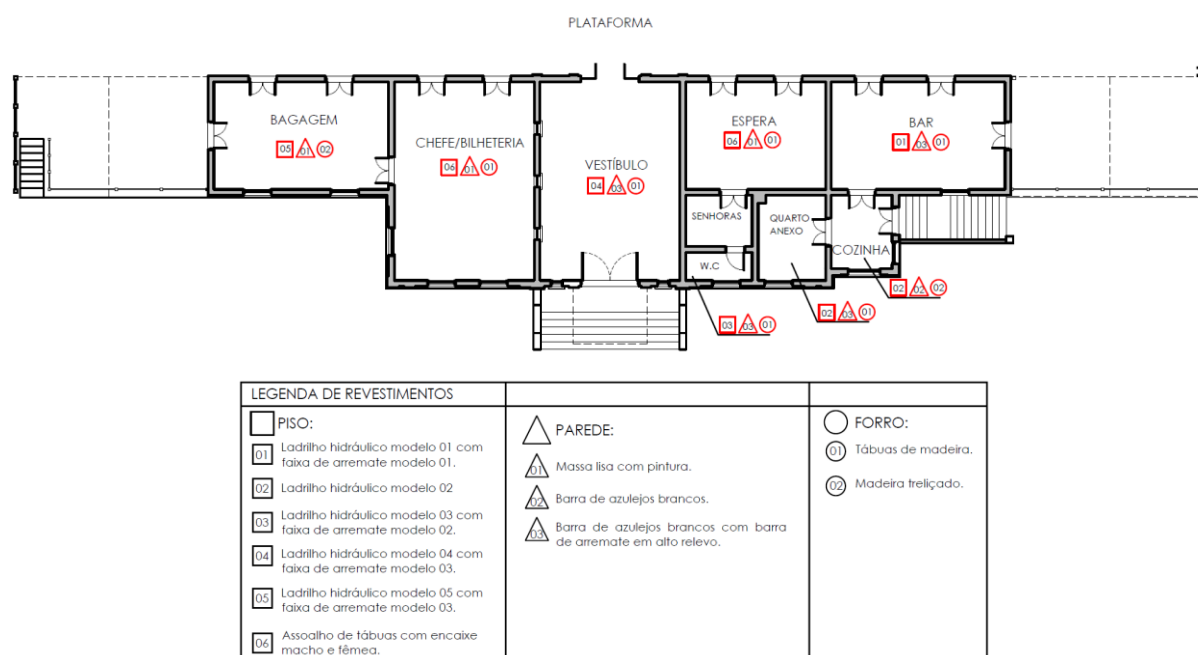 PLATAFORMA
BAGAGEM
05 01 02
CHEFE/BILHETERIA
06 01 01
VESTÍBULO
04 03 01
ESPERA
06 01 01
BAR
01 03 01
SENHORAS
W.C
QUARTO
ANEXO
COZINHA
03 03 01
02 03 01
02 02 02
LEGENDA DE REVESTIMENTOS
PISO:
01 Ladrilho hidráulico modelo 01 com
faixa de arremate modelo 01.
02 Ladrilho hidráulico modelo 02
03 Ladrilho hidráulico modelo 03 com
faixa de arremate modelo 02.
04 Ladrilho hidráulico modelo 04 com
faixa de arremate modelo 03.
05 Ladrilho hidráulico modelo 05 com
faixa de arremate modelo 03.
06 Assoalho de tábuas com encaixe
macho e fêmea.
PAREDE:
01 Massa lisa com pintura.
02 Barra de azulejos brancos.
03 Barra de azulejos brancos com barra
de arremate em alto relevo.
FORRO:
01 Tábuas de madeira.
02 Madeira treliçado.